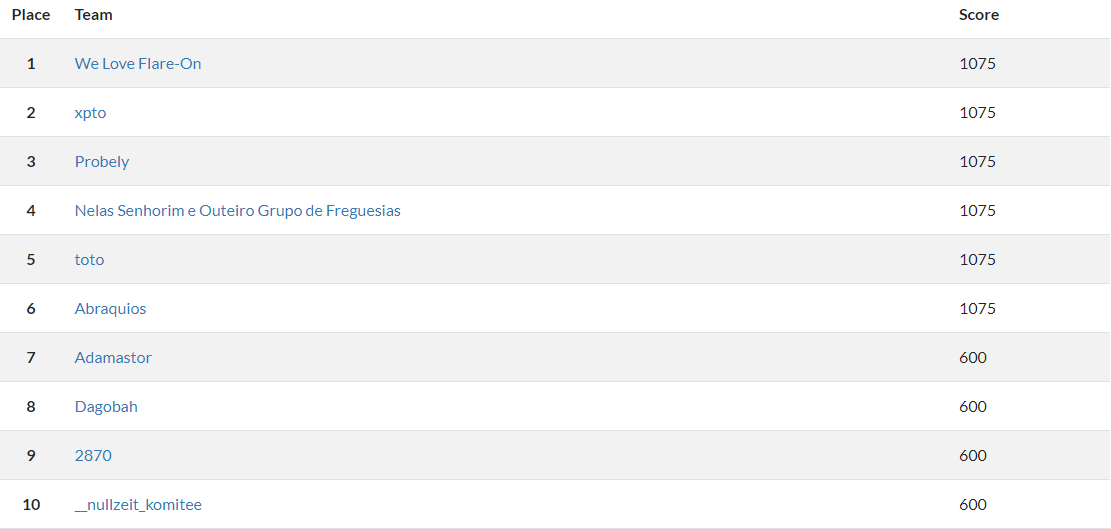 Place Team Score
1 We Love Flare-On 1075
2 xpto 1075
3 Probely 1075
4 Nelas Senhorim e Outeiro Grupo de Freguesias 1075
5 toto 1075
6 Abraquios 1075
7 Adamastor 600
8 Dagobah 600
9 2870 600
10 __nullzeit_komitee 600